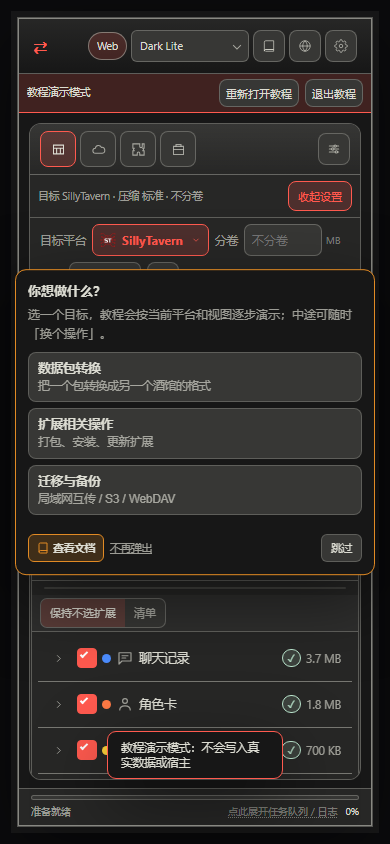 Web
Dark Lite
教程演示模式
重新打开教程
退出教程
目标 SillyTavern · 压缩 标准 · 不分卷
收起设置
目标平台
ST
SillyTavern
分卷
不分卷
MB
你想做什么？
选一个目标，教程会按当前平台和视图逐步演示；中途可随时
「换个操作」。
数据包转换
把一个包转换成另一个酒馆的格式
扩展相关操作
打包、安装、更新扩展
迁移与备份
局域网互传 / S3 / WebDAV
查看文档
不再弹出
跳过
保持不选扩展
清单
聊天记录
3.7 MB
角色卡
1.8 MB
700 KB
教程演示模式：不会写入真
实数据或宿主
准备就绪
点此展开任务队列 / 日志
0%